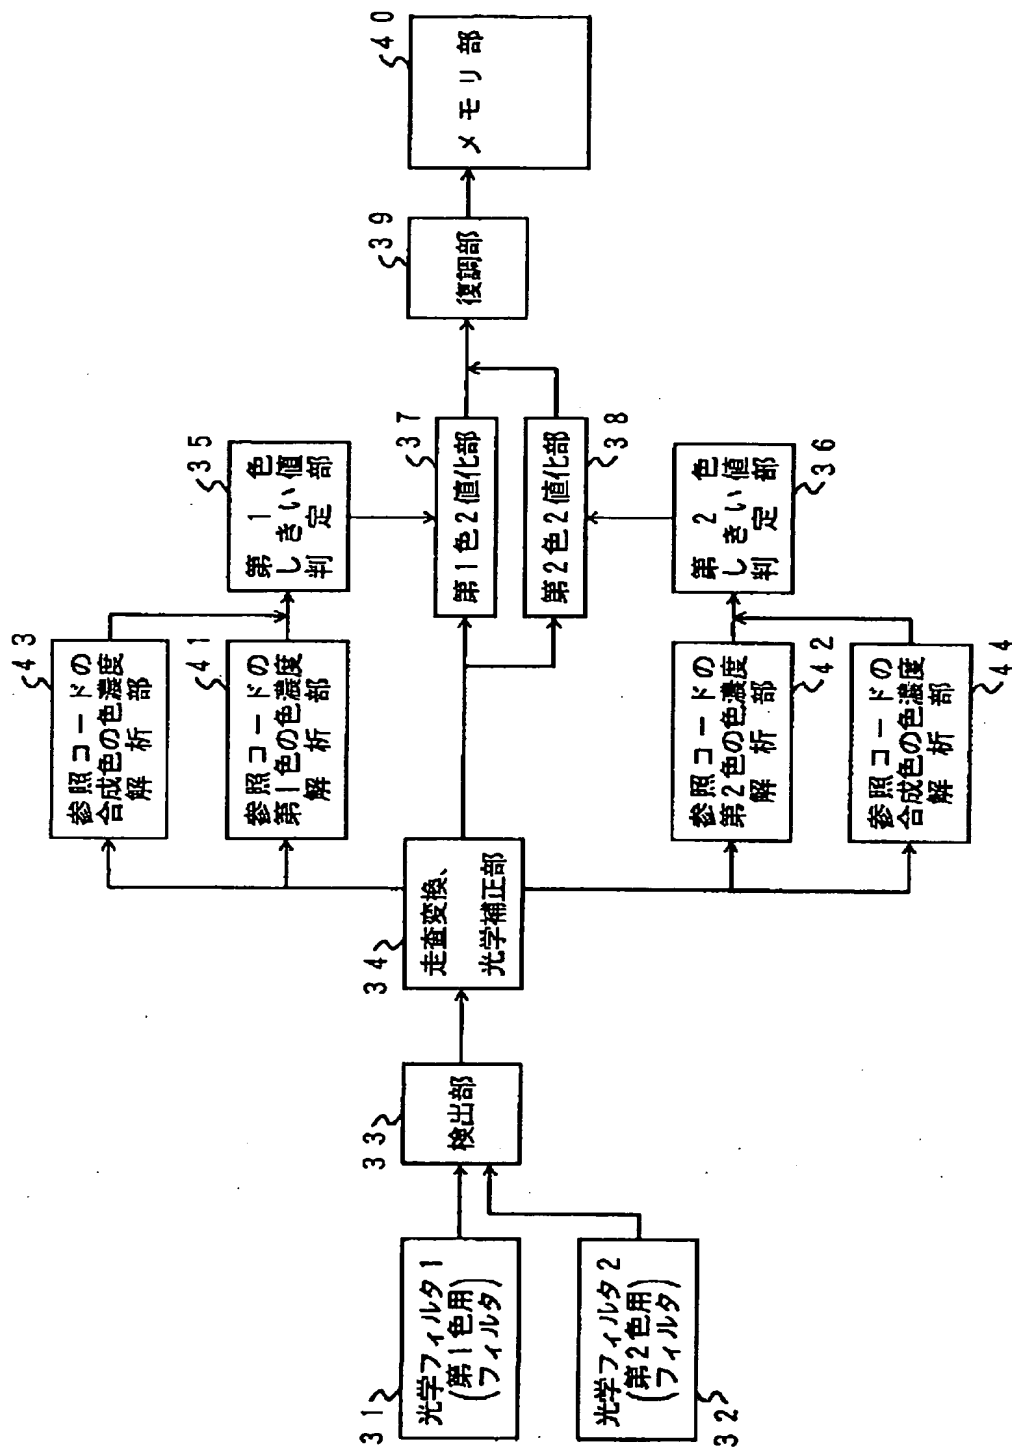 31
光学フィルタ1
(第1色用)
(フィルタ)
光学フィルタ2
(第2色用)
(フィルタ)
32
33
検出部
34
走査変換、
光学補正部
43
参照コードの
合成色の色濃度
解析部
41
参照コードの
第1色の色濃度
解析部
参照コードの
第2色の色濃度
解析部
42
参照コードの
合成色の色濃度
解析部
44
35
第1色
しきい値
判定部
37
第1色2値化部
第2色2値化部
38
第2色
しきい値
判定部
36
39
復調部
40
メモリ部